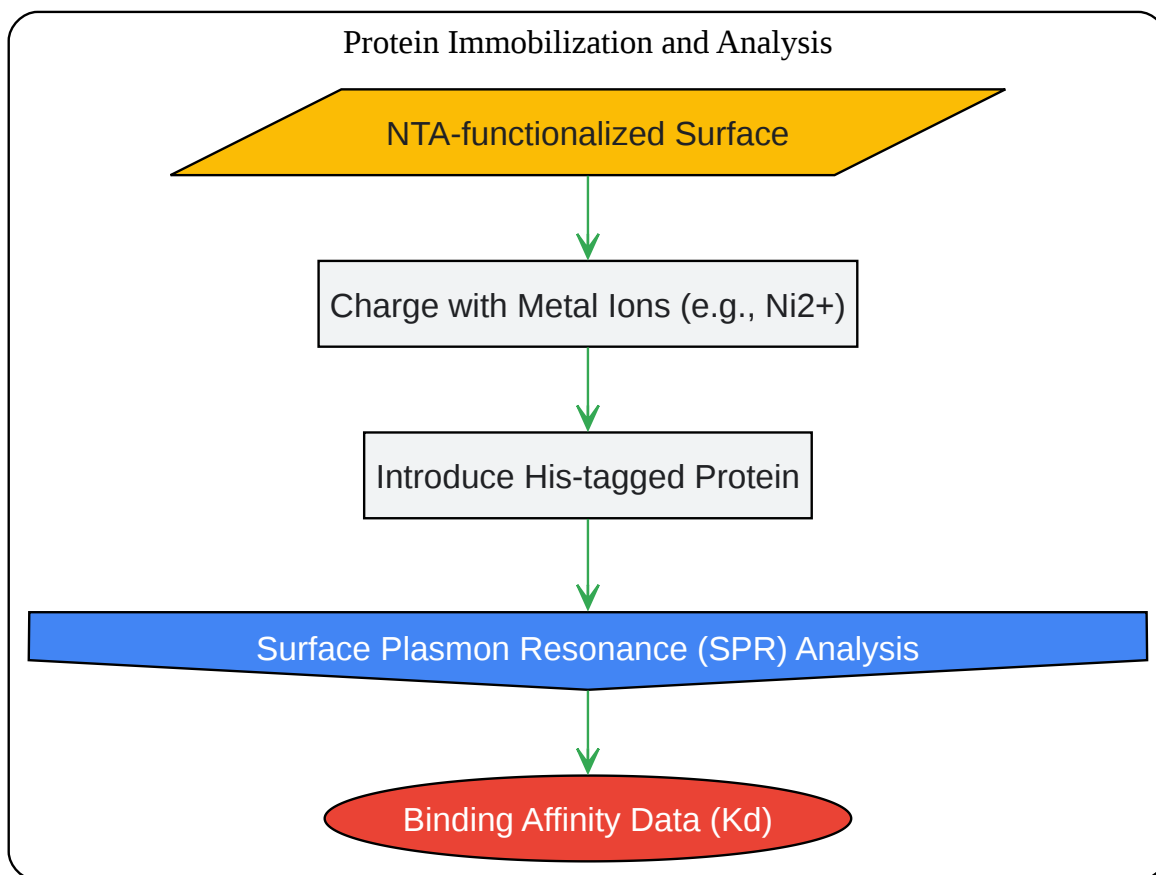 Protein Immobilization and Analysis
NTA-functionalized Surface
Charge with Metal Ions (e.g., Ni2+)
Introduce His-tagged Protein
Surface Plasmon Resonance (SPR) Analysis
Binding Affinity Data (Kd)